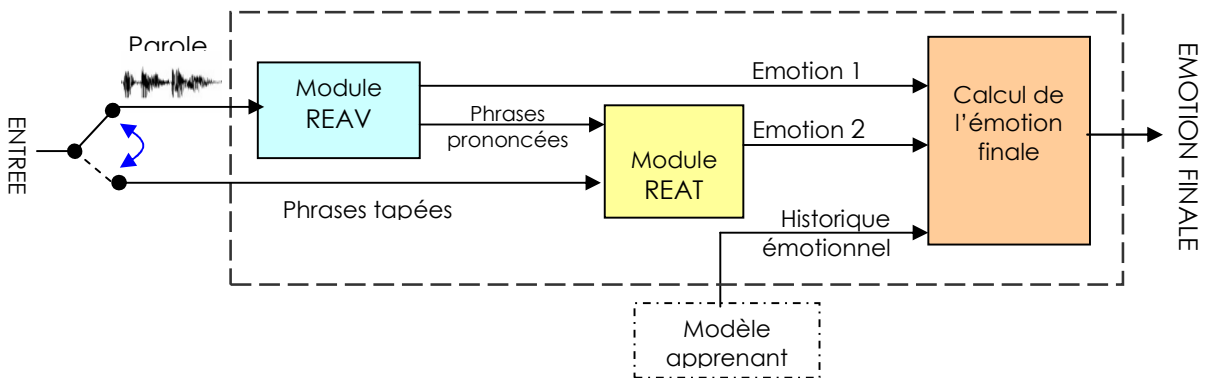 Parole
ENTREE
Module
REAV
Phrases
prononcées
Phrases tapées
Module
REAT
Emotion 1
Emotion 2
Historique
émotionnel
Modèle
apprenant
Calcul de
l'émotion
finale
EMOTION FINALE